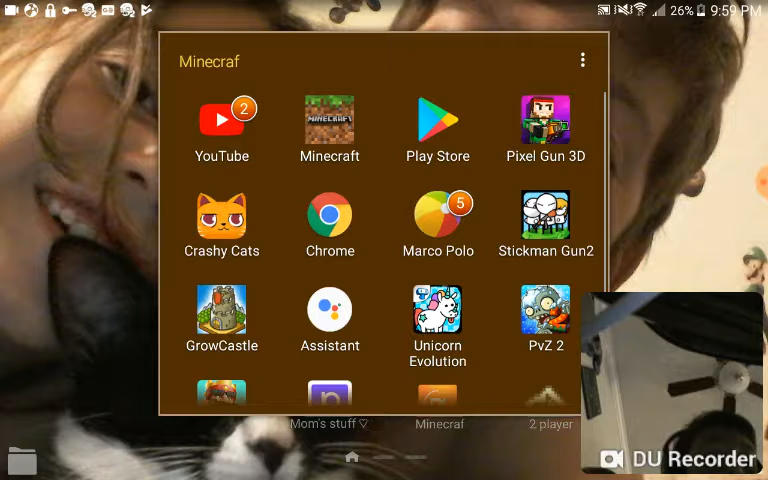 26% 9:59 PM
Minecraf
2
YouTube
MINECRAFT
Minecraft
Play Store
Pixel Gun 3D
Crashy Cats
Chrome
5
Marco Polo
Stickman Gun2
GrowCastle
Assistant
Unicorn
Evolution
2
PvZ 2
n
Mom's stuff ♡
Minecraf
2 player
DU Recorder